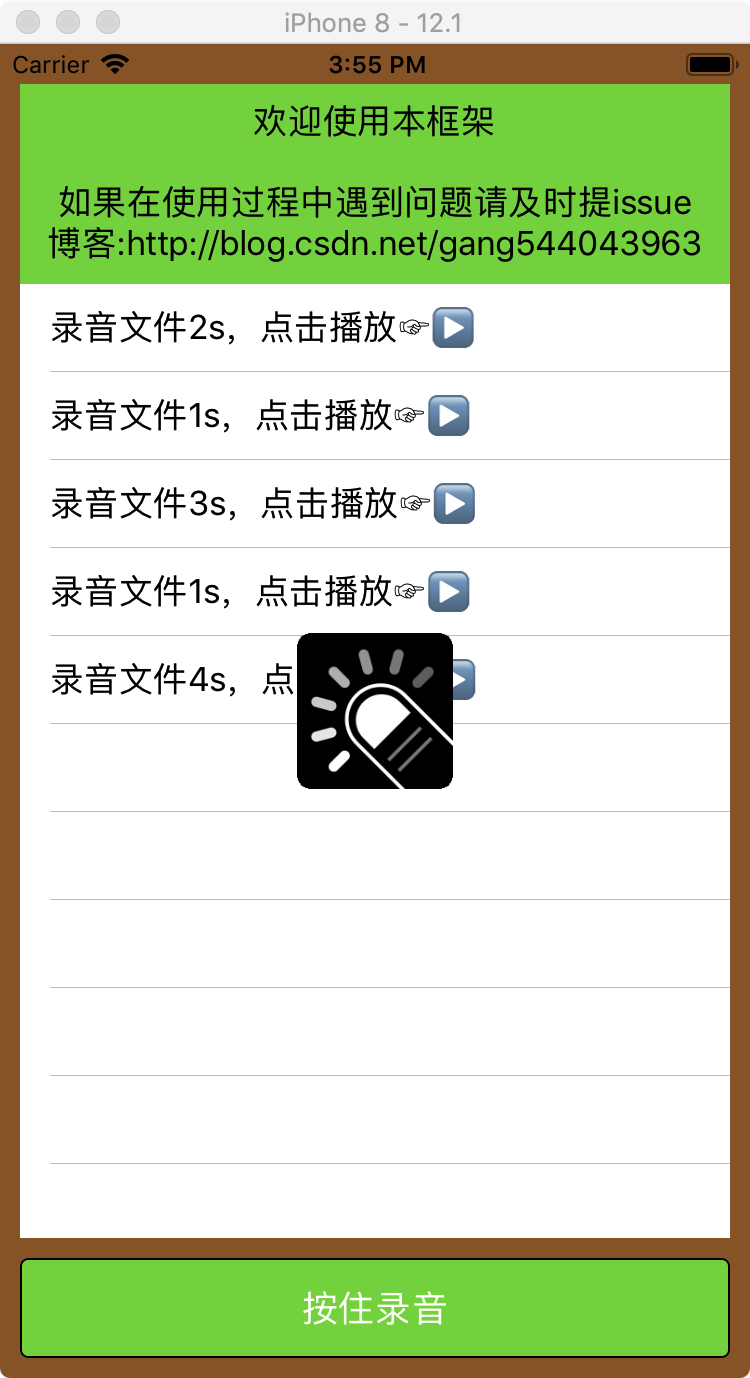 iPhone 8 - 12.1
Carrier 3:55 PM
欢迎使用本框架
如果在使用过程中遇到问题请及时提issue
博客:http://blog.csdn.net/gang544043963
录音文件2s，点击播放☞▶️
录音文件1s，点击播放☞▶️
录音文件3s，点击播放☞▶️
录音文件1s，点击播放☞▶️
录音文件4s，点
按住录音